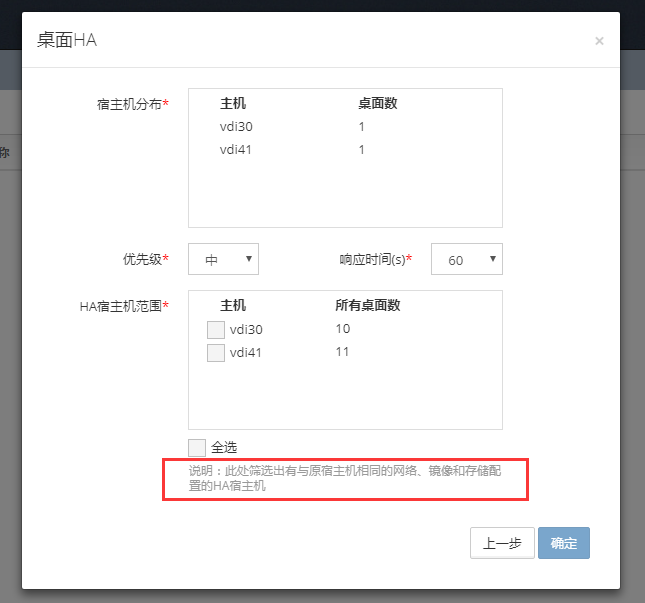 桌面HA
×
称
宿主机分布* 主机 桌面数
vdi30 1
vdi41 1
优先级* 中 响应时间(s)* 60
HA宿主机范围* 主机 所有桌面数
vdi30 10
vdi41 11
全选
说明：此处筛选出有与原宿主机相同的网络、镜像和存储配
置的HA宿主机
上一步 确定